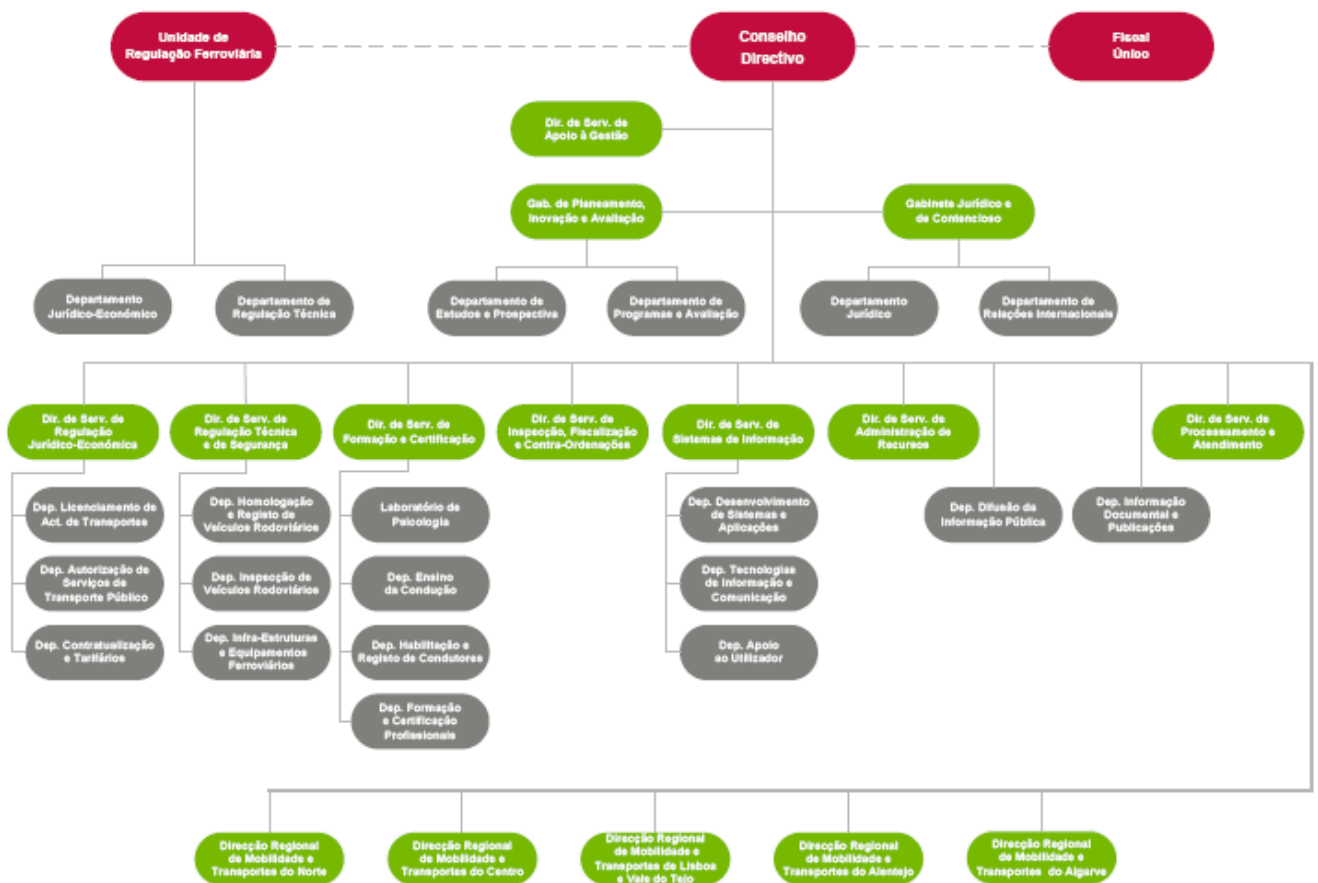 Unidade de
Regulação Ferroviária
Conselho
Directivo
Fiscal
Único
Dir. de Serv. de
Apoio à Gestão
Gab. de Planeamento,
Inovação e Avaliação
Gabinete Jurídico e
de Contencioso
Departamento
Jurídico-Económico
Departamento de
Regulação Técnica
Departamento de
Estudos e Prospectiva
Departamento de
Programas e Avaliação
Departamento
Jurídico
Departamento de
Relações Internacionais
Dir. de Serv. de
Regulação
Jurídico-Económica
Dir. de Serv. de
Regulação Técnica
e de Segurança
Dir. de Serv. de
Formação e Certificação
Dir. de Serv. de
Inspecção, Fiscalização
e Contra-Ordenações
Dir. de Serv. de
Sistemas de Informação
Dir. de Serv. de
Administração de
Recursos
Dir. de Serv. de
Processamento e
Atendimento
Dep. Licenciamento de
Act. de Transportes
Dep. Autorização de
Serviços de
Transporte Público
Dep. Contratualização
e Tarifários
Dep. Homologação
e Registo de
Veículos Rodoviários
Dep. Inspecção de
Veículos Rodoviários
Dep. Infra-Estruturas
e Equipamentos
Ferroviários
Laboratório de
Psicologia
Dep. Ensino
da Condução
Dep. Habilitação e
Registo de Condutores
Dep. Formação
e Certificação
Profissionais
Dep. Desenvolvimento
de Sistemas e
Aplicações
Dep. Tecnologias
de Informação e
Comunicação
Dep. Apoio
ao Utilizador
Dep. Difusão da
Informação Pública
Dep. Informação
Documental e
Publicações
Direcção Regional
de Mobilidade e
Transportes do Norte
Direcção Regional
de Mobilidade e
Transportes do Centro
Direcção Regional
de Mobilidade e
Transportes de Lisboa
e Vale do Tejo
Direcção Regional
de Mobilidade e
Transportes do Alentejo
Direcção Regional
de Mobilidade e
Transportes do Algarve